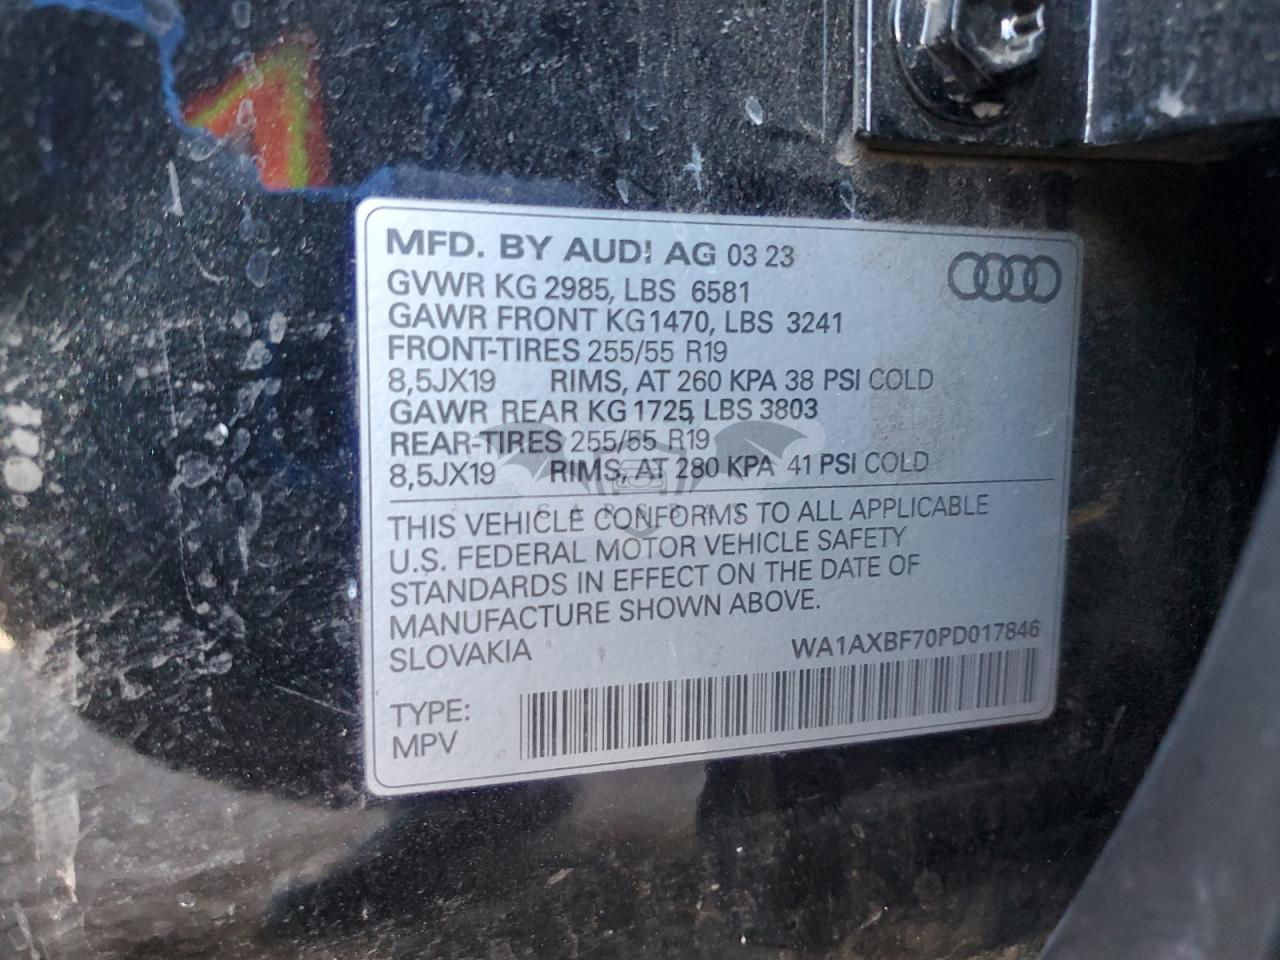 MFD. BY AUDI AG 03 23
GVWR KG 2985, LBS 6581
GAWR FRONT KG1470, LBS 3241
FRONT-TIRES 255/55 R19
8,5JX19 RIMS, AT 260 KPA 38 PSI COLD
GAWR REAR KG 1725, LBS 3803
REAR-TIRES 255/55 R19
8,5JX19 RIMS, AT 280 KPA 41 PSI COLD
THIS VEHICLE CONFORMS TO ALL APPLICABLE
U.S. FEDERAL MOTOR VEHICLE SAFETY
STANDARDS IN EFFECT ON THE DATE OF
MANUFACTURE SHOWN ABOVE.
SLOVAKIA WA1AXBF70PD017846
TYPE:
MPV